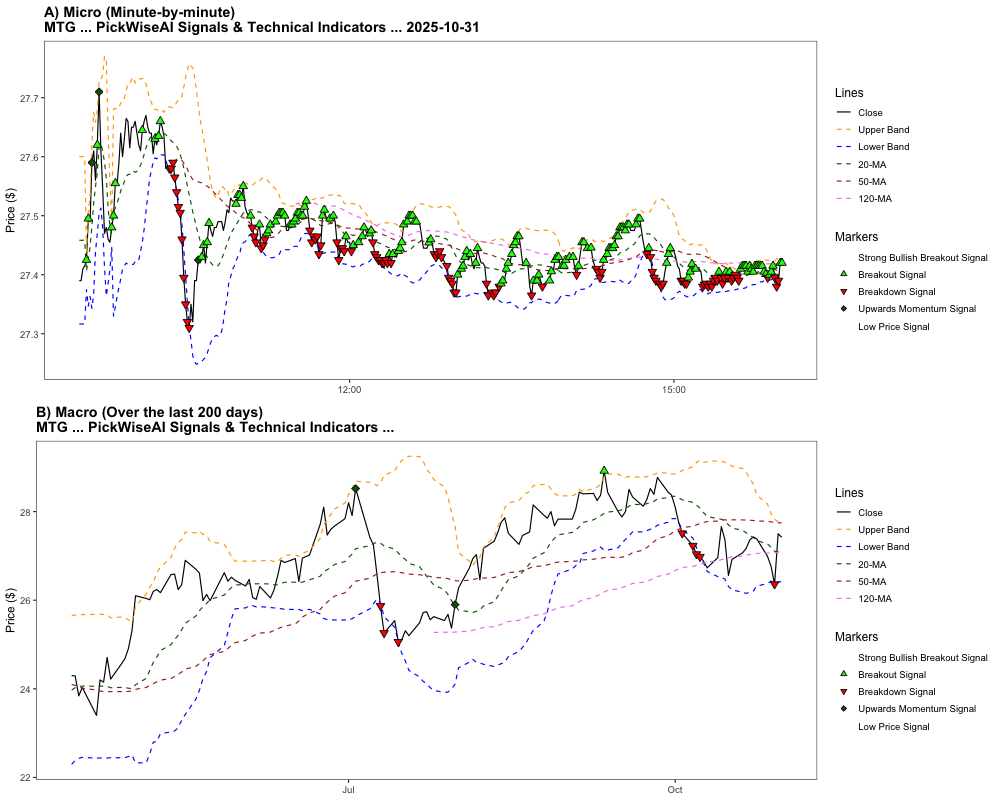 A) Micro (Minute-by-minute)
MTG ... PickWiseAI Signals & Technical Indicators ... 2025-10-31
Price ($)
27.7
27.6
27.5
27.4
27.3
12:00
15:00
Lines
Close
Upper Band
Lower Band
20-MA
50-MA
120-MA
Markers
Strong Bullish Breakout Signal
Breakout Signal
Breakdown Signal
Upwards Momentum Signal
Low Price Signal
B) Macro (Over the last 200 days)
MTG ... PickWiseAI Signals & Technical Indicators ...
Price ($)
28
26
24
22
Jul
Oct
Lines
Close
Upper Band
Lower Band
20-MA
50-MA
120-MA
Markers
Strong Bullish Breakout Signal
Breakout Signal
Breakdown Signal
Upwards Momentum Signal
Low Price Signal